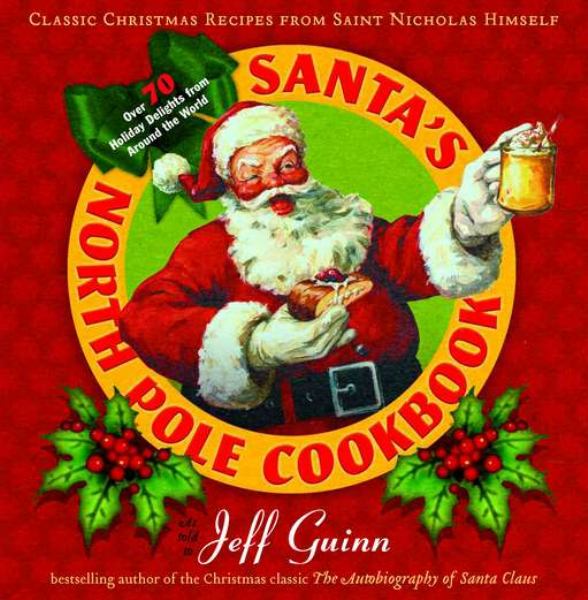 Classic Christmas Recipes from Saint Nicholas Himself
Over 70
Holiday Delights from
Around the World
SANTA'S
NORTH POLE COOKBOOK
as
told
to
Jeff Guinn
bestselling author of the Christmas classic The Autobiography of Santa Claus